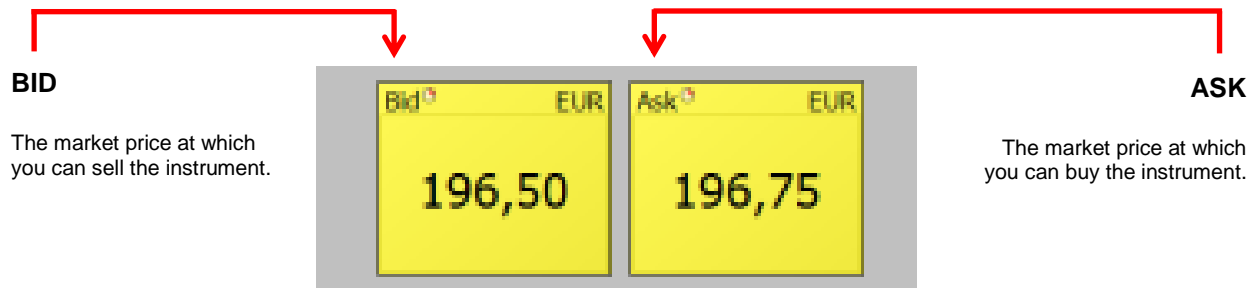 BID
The market price at which
you can sell the instrument.
Bid EUR
196,50
Ask EUR
196,75
ASK
The market price at which
you can buy the instrument.